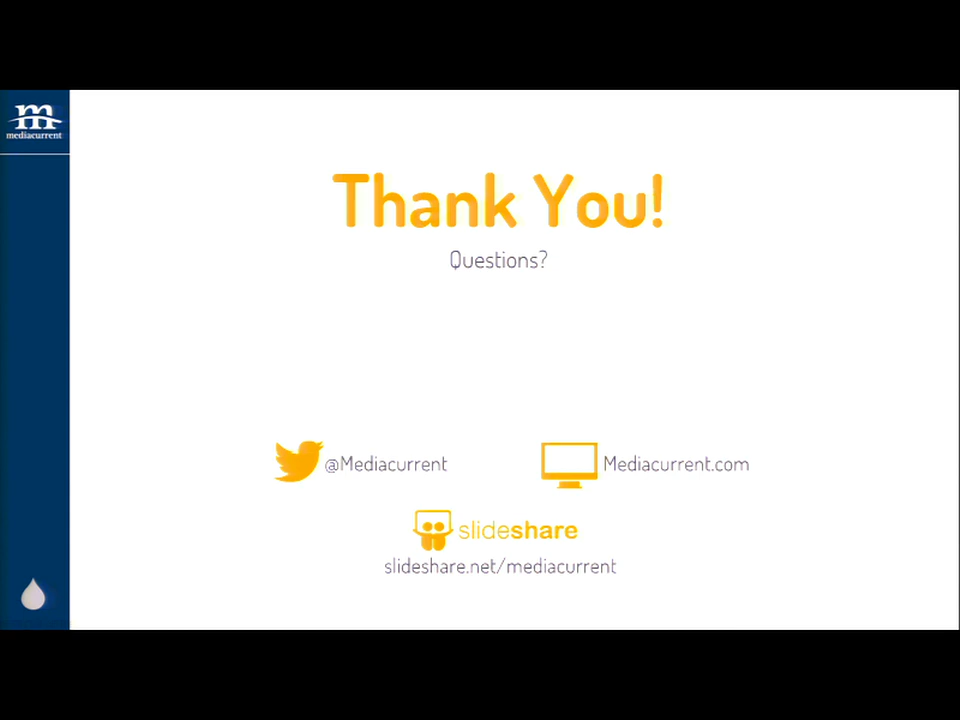 m
mediacurrent
Thank You!
Questions?
@Mediacurrent
Mediacurrent.com
slideshare
slideshare.net/mediacurrent